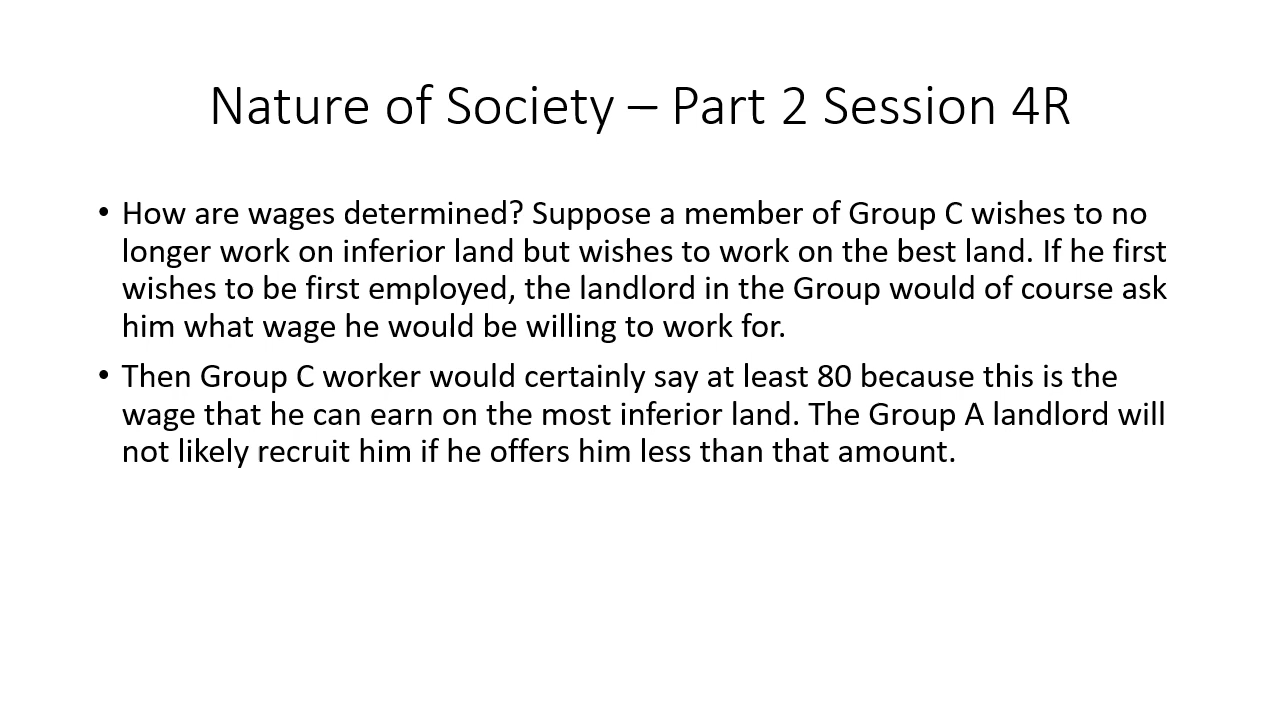 Nature of Society – Part 2 Session 4R
• How are wages determined? Suppose a member of Group C wishes to no
longer work on inferior land but wishes to work on the best land. If he first
wishes to be first employed, the landlord in the Group would of course ask
him what wage he would be willing to work for.
• Then Group C worker would certainly say at least 80 because this is the
wage that he can earn on the most inferior land. The Group A landlord will
not likely recruit him if he offers him less than that amount.